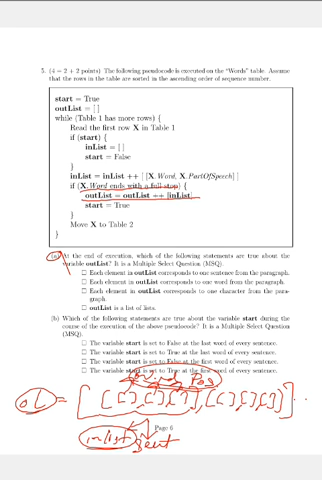 5. (4 = 2 + 2 points) The following pseudocode is executed on the "Words" table. Assume
that the rows in the table are sorted in the ascending order of sequence number.
start = True
outList = [ ]
while (Table 1 has more rows) {
Read the first row X in Table 1
if (start) {
inList = [ ]
start = False
}
inList = inList ++ [ [X.Word, X.PartOfSpeech] ]
if (X.Word ends with a full stop) {
outList = outList ++ [inList]
start = True
}
Move X to Table 2
}
(a) At the end of execution, which of the following statements are true about the
variable outList? It is a Multiple Select Question (MSQ).
□ Each element in outList corresponds to one sentence from the paragraph.
□ Each element in outList corresponds to one word from the paragraph.
□ Each element in outList corresponds to one character from the para-
graph.
□ outList is a list of lists.
(b) Which of the following statements are true about the variable start during the
course of the execution of the above pseudocode? It is a Multiple Select Question
(MSQ).
□ The variable start is set to False at the last word of every sentence.
□ The variable start is set to True at the last word of every sentence.
□ The variable start is set to False at the first word of every sentence.
□ The variable start is set to True at the first word of every sentence.
OL = [ [ [ ], [ ], [ ] ], [ [ ], [ ], [ ] ] ...
Page 6
inlist
sent